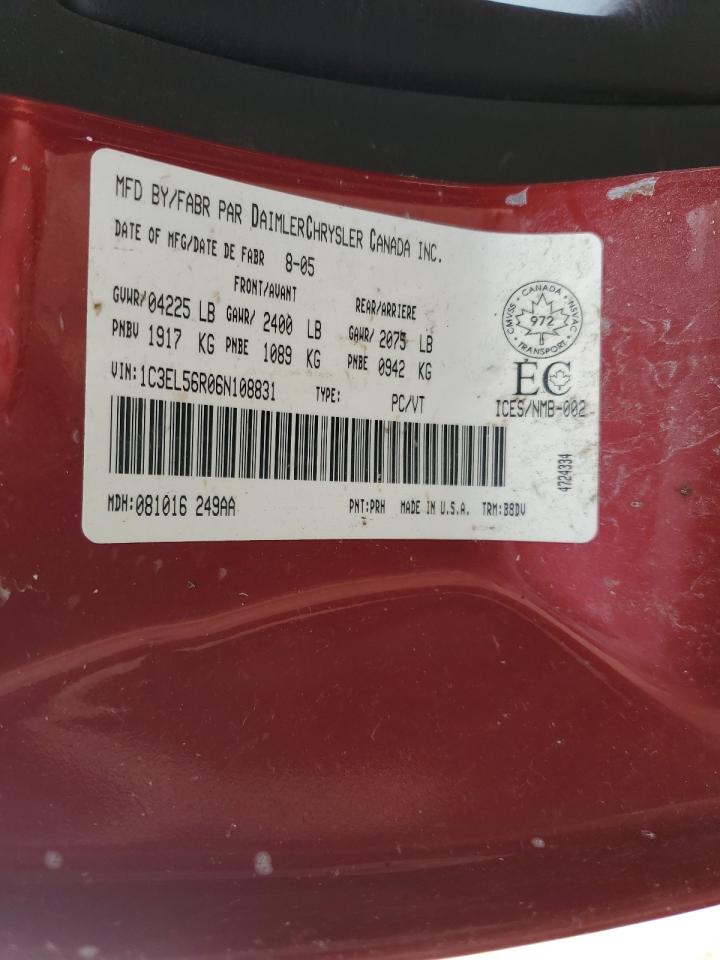 MFD BY/FABR PAR DAIMLERCHRYSLER CANADA INC.
DATE OF MFG/DATE DE FABR 8-05
FRONT/AVANT REAR/ARRIERE
GVWR/04225 LB GAWR/ 2400 LB GAWR/ 2075 LB
PNBV 1917 KG PNBE 1089 KG PNBE 0942 KG
VIN:1C3EL56R06N108831 TYPE: PC/VT
CANADA
CMVSS 972 NSVAC
TRANSPORT
EC
ICES/NMB-002
4724334
MDH:081016 249AA PNT:PRH MADE IN U.S.A. TRM:B8DV